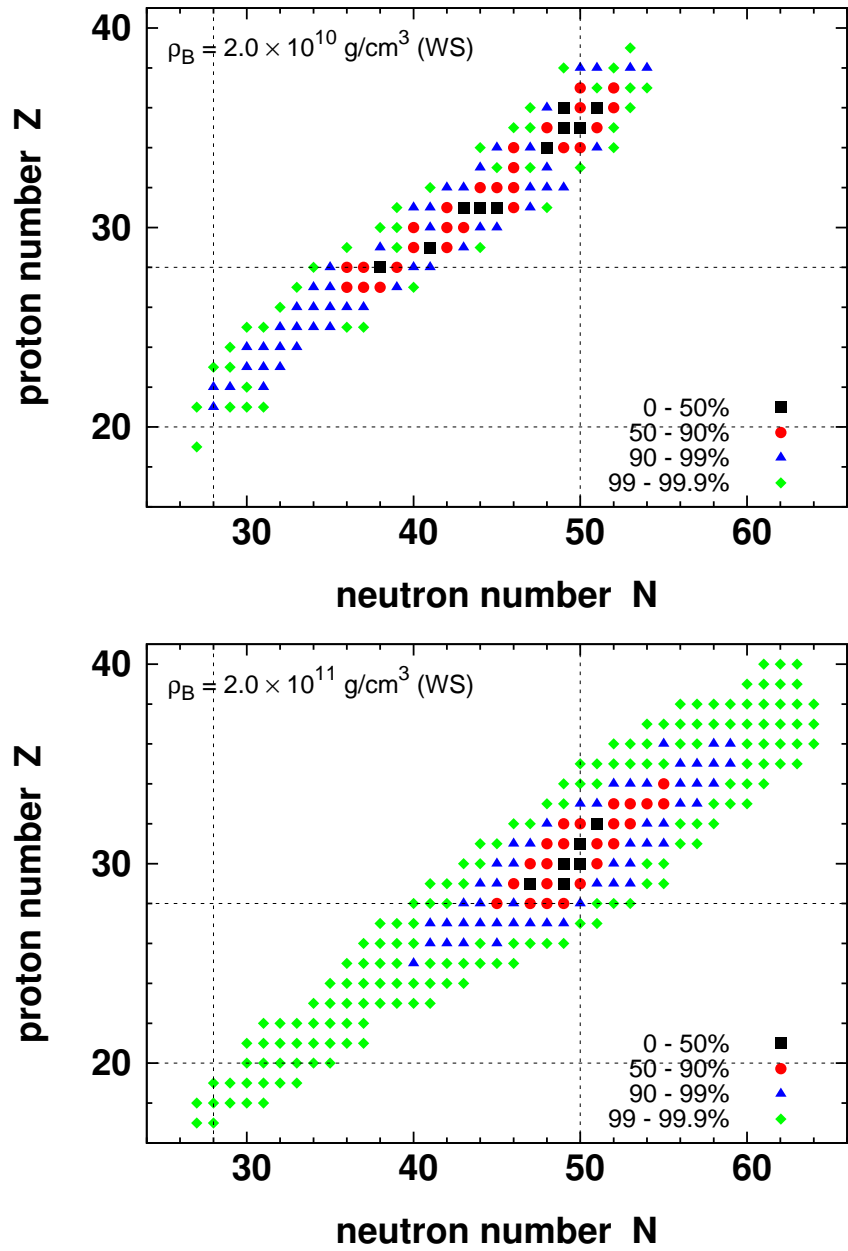 40
ρB = 2.0 × 10^10 g/cm^3 (WS)
30
proton number Z
0 - 50%
50 - 90%
20
90 - 99%
99 - 99.9%
30 40 50 60
neutron number N
40
ρB = 2.0 × 10^11 g/cm^3 (WS)
30
proton number Z
0 - 50%
20
50 - 90%
90 - 99%
99 - 99.9%
30 40 50 60
neutron number N